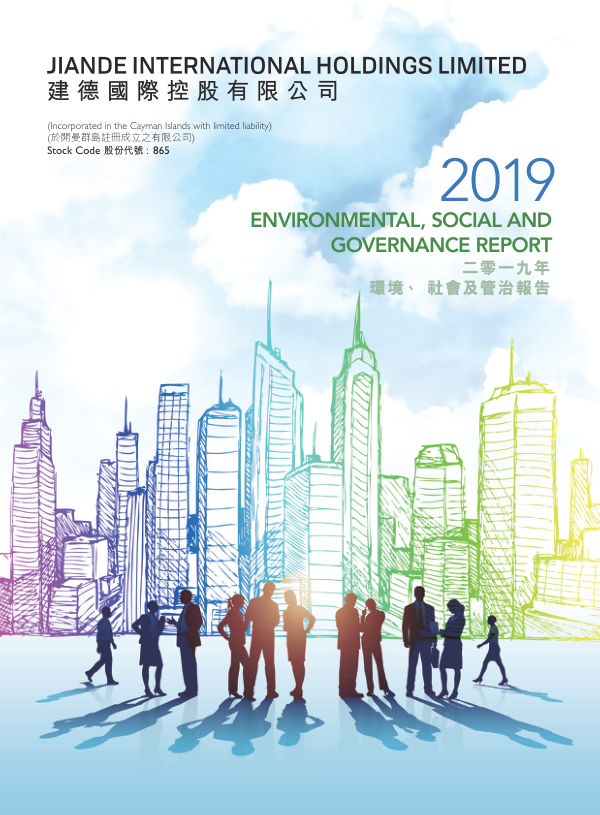 JIANDE INTERNATIONAL HOLDINGS LIMITED
建德國際控股有限公司
(Incorporated in the Cayman Islands with limited liability)
(於開曼群島註冊成立之有限公司)
Stock Code 股份代號 : 865
2019
ENVIRONMENTAL, SOCIAL AND
GOVERNANCE REPORT
二零一九年
環境、 社會及管治報告